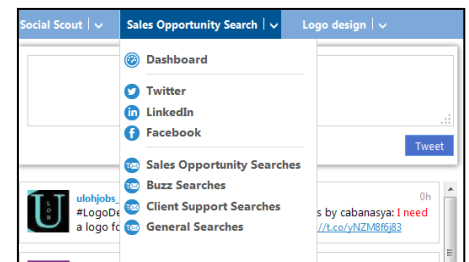 Social Scout Sales Opportunity Search Logo design
Dashboard
Twitter
LinkedIn
Facebook
Tweet
Sales Opportunity Searches
Buzz Searches
Client Support Searches
General Searches
ulohjobs_ 0h
#LogoDe s by cabanasya: I need
a logo fo //t.co/yNZM8f6j83